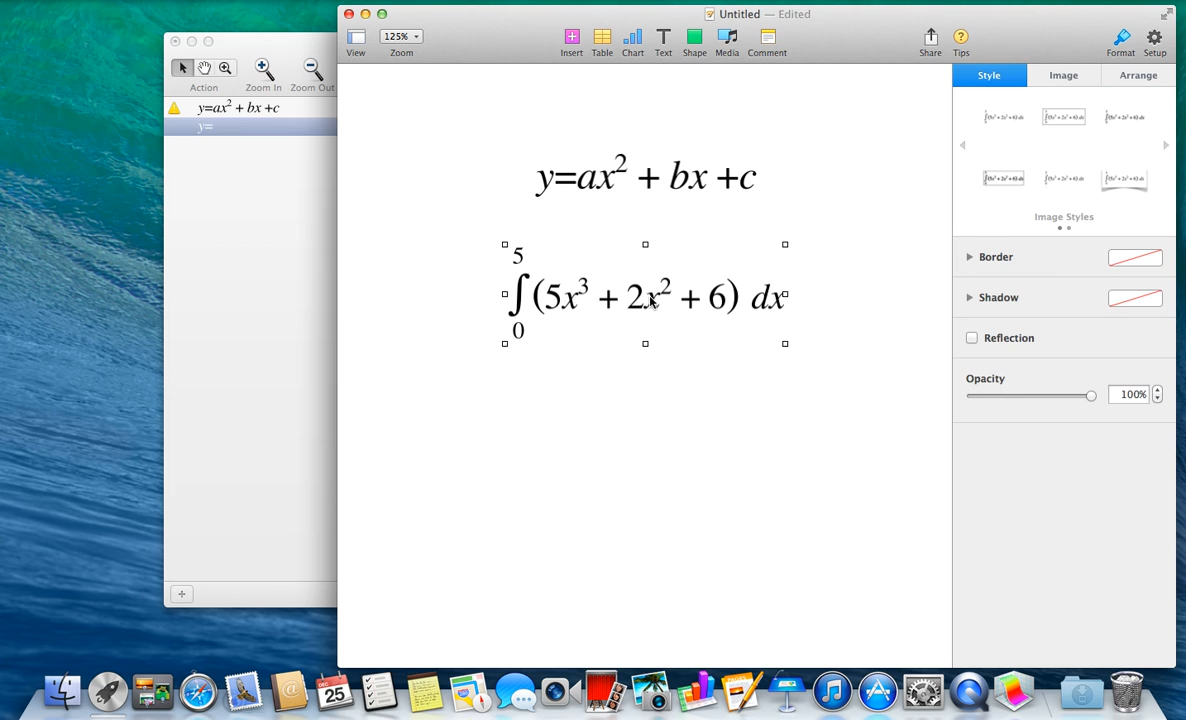 Untitled — Edited
125%
View
Zoom
Insert
Table
Chart
Text
Shape
Media
Comment
Share
Tips
Format
Setup
Action
Zoom In
Zoom Out
y=ax² + bx +c
y=
y=ax² + bx +c
5
∫(5x³ + 2x² + 6) dx
0
Style
Image
Arrange
Image Styles
Border
Shadow
Reflection
Opacity
100%
DEC
25